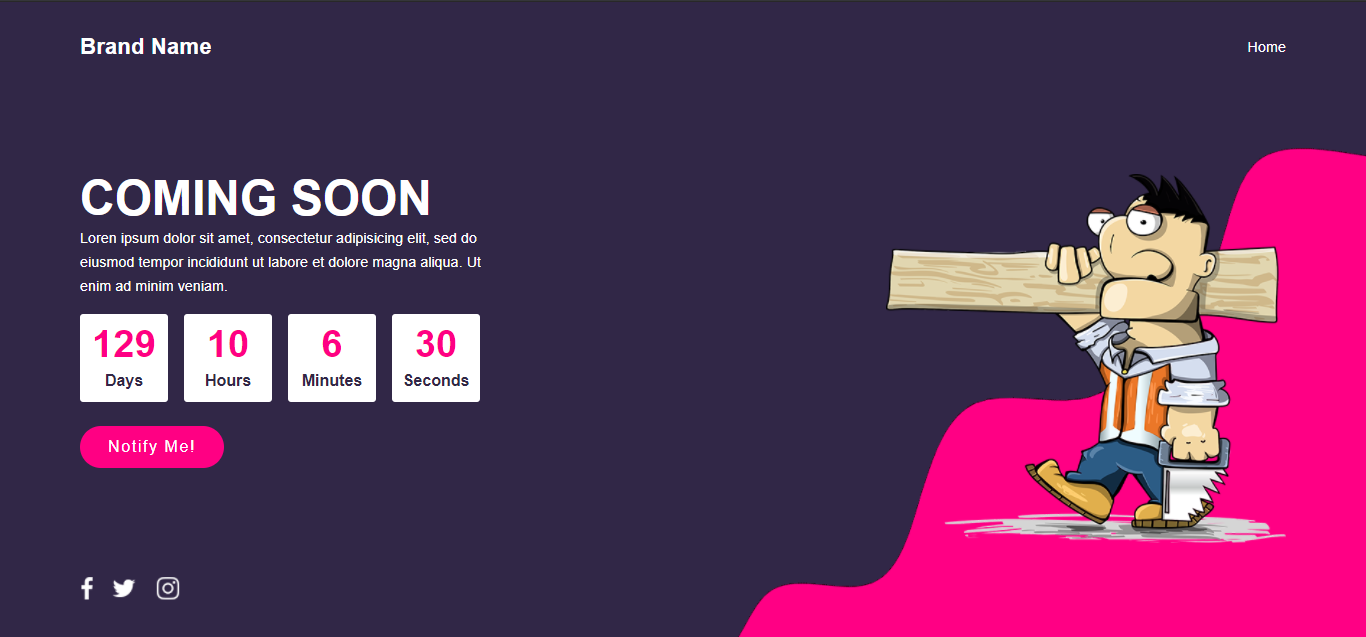 Brand Name
Home
COMING SOON
Loren ipsum dolor sit amet, consectetur adipisicing elit, sed do
eiusmod tempor incididunt ut labore et dolore magna aliqua. Ut
enim ad minim veniam.
129 10 6 30
Days Hours Minutes Seconds
Notify Me!